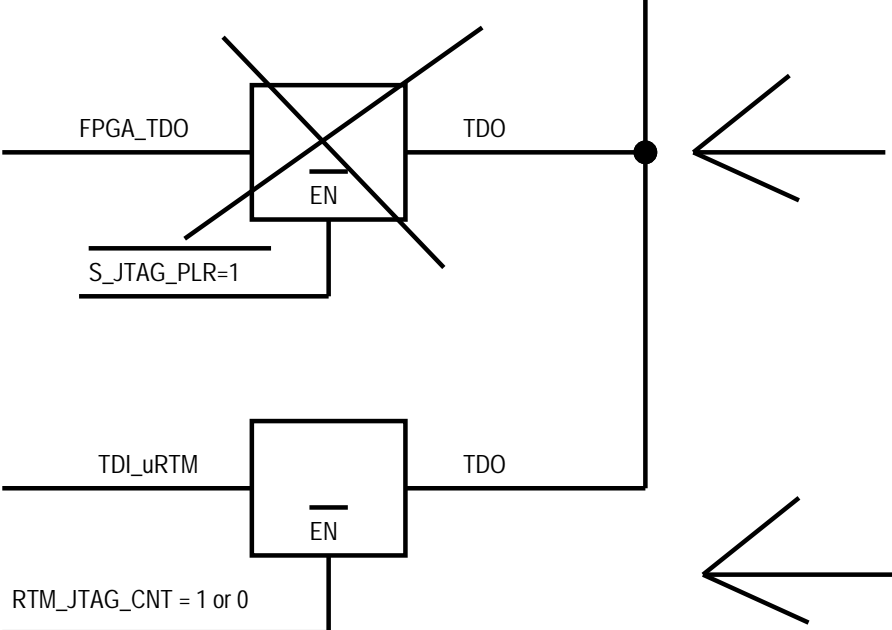 FPGA_TDO
TDO
EN
S_JTAG_PLR=1
TDI_uRTM
TDO
EN
RTM_JTAG_CNT = 1 or 0